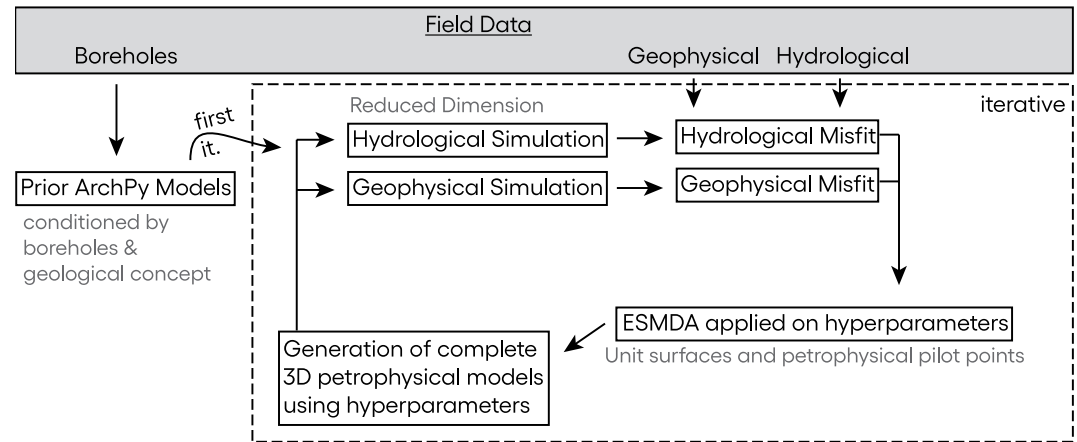 Field Data
Boreholes
Geophysical
Hydrological
iterative
first
it.
Reduced Dimension
Hydrological Simulation
Hydrological Misfit
Prior ArchPy Models
Geophysical Simulation
Geophysical Misfit
conditioned by
boreholes &
geological concept
ESMDA applied on hyperparameters
Unit surfaces and petrophysical pilot points
Generation of complete
3D petrophysical models
using hyperparameters